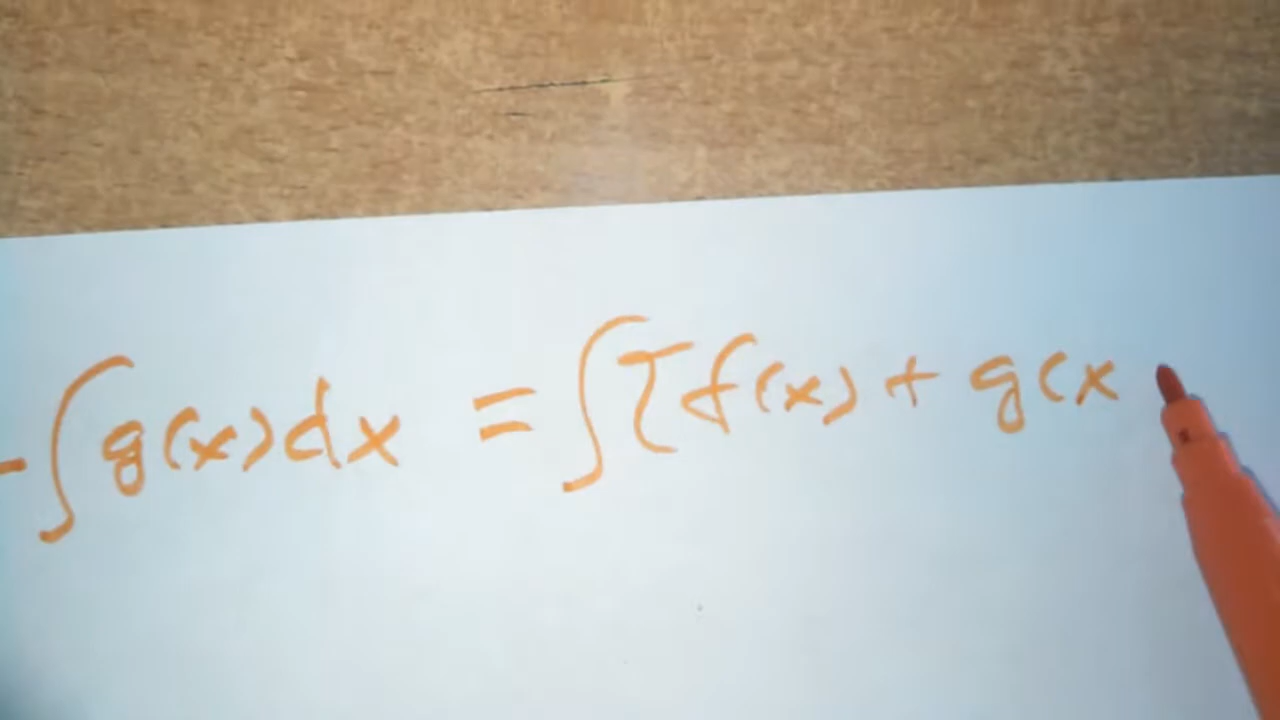 - ∫ g(x) dx = ∫ [ f(x) + g(x